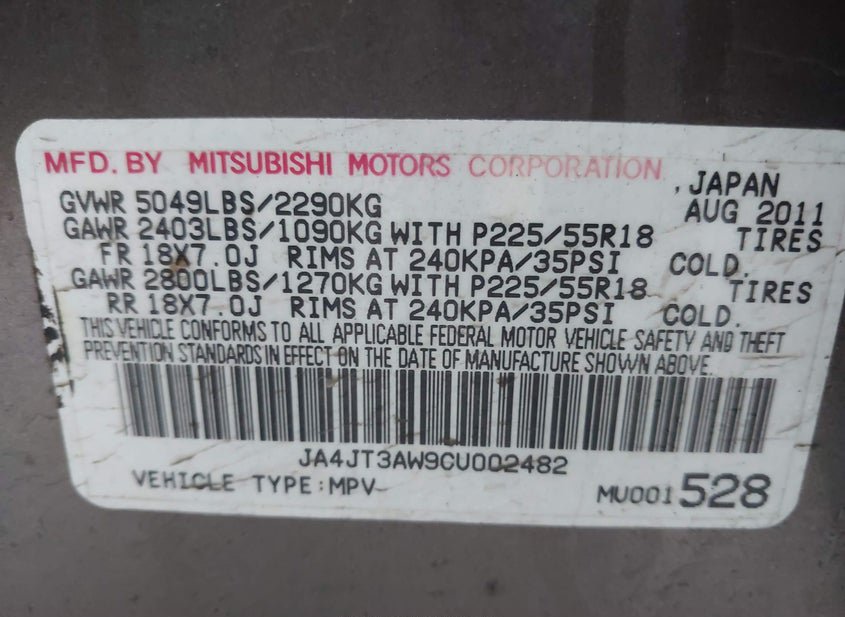 MFD. BY MITSUBISHI MOTORS CORPORATION
, JAPAN
GVWR 5049LBS/2290KG AUG 2011
GAWR 2403LBS/1090KG WITH P225/55R18 TIRES
FR 18X7.0J RIMS AT 240KPA/35PSI COLD.
GAWR 2800LBS/1270KG WITH P225/55R18 TIRES
RR 18X7.0J RIMS AT 240KPA/35PSI COLD.
THIS VEHICLE CONFORMS TO ALL APPLICABLE FEDERAL MOTOR VEHICLE SAFETY AND THEFT
PREVENTION STANDARDS IN EFFECT ON THE DATE OF MANUFACTURE SHOWN ABOVE.
JA4JT3AW9CU002482
VEHICLE TYPE:MPV MU001528